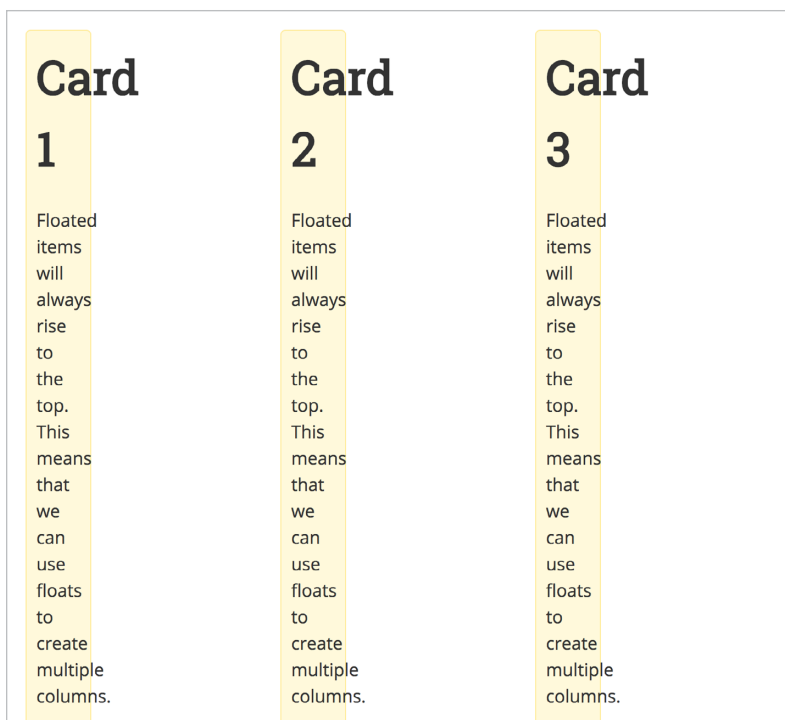 Card
1
Floated
items
will
always
rise
to
the
top.
This
means
that
we
can
use
floats
to
create
multiple
columns.
Card
2
Floated
items
will
always
rise
to
the
top.
This
means
that
we
can
use
floats
to
create
multiple
columns.
Card
3
Floated
items
will
always
rise
to
the
top.
This
means
that
we
can
use
floats
to
create
multiple
columns.